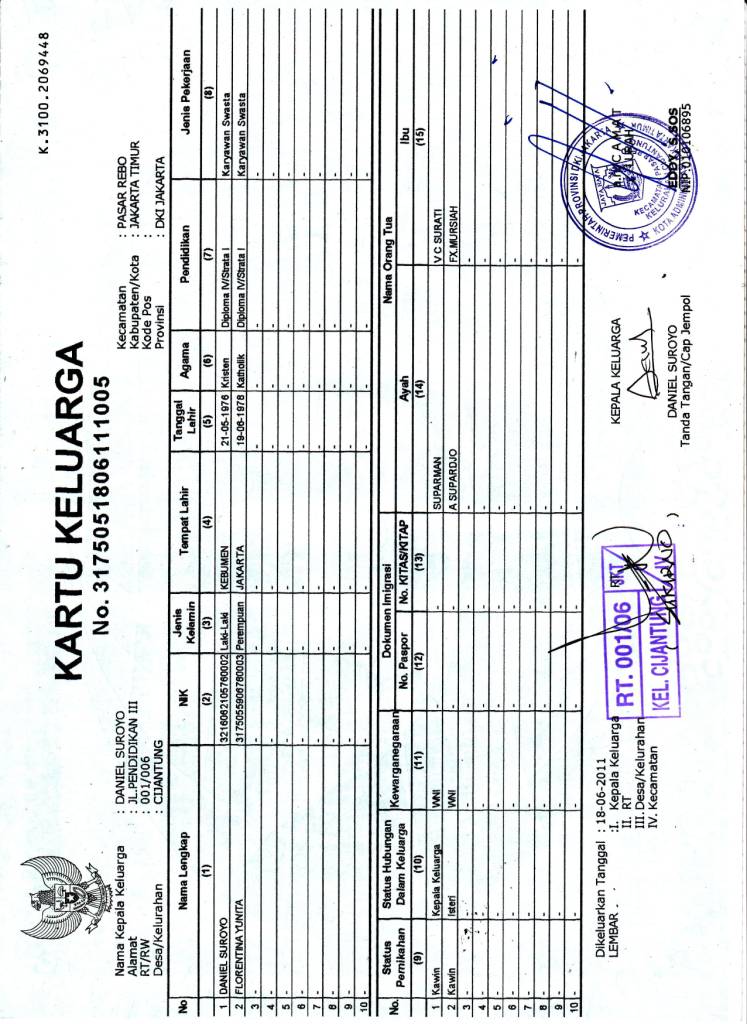 K.3100.2069448
KARTU KELUARGA
No. 3175051806111005
Nama Kepala Keluarga : DANIEL SUROYO
Alamat : JL.PENDIDIKAN III
RT/RW : 001/006
Desa/Kelurahan : CIJANTUNG
Kecamatan : PASAR REBO
Kabupaten/Kota : JAKARTA TIMUR
Kode Pos :
Provinsi : DKI JAKARTA
No Nama Lengkap NIK Jenis Kelamin Tempat Lahir Tanggal Lahir Agama Pendidikan Jenis Pekerjaan
(1) (2) (3) (4) (5) (6) (7) (8)
1 DANIEL SUROYO 3216062105760002 Laki-Laki KEBUMEN 21-05-1976 Kristen Diploma IV/Strata I Karyawan Swasta
2 FLORENTINA YUNITA 3175055906780003 Perempuan JAKARTA 19-06-1978 Katholik Diploma IV/Strata I Karyawan Swasta
3 - - - - - - - -
4 - - - - - - - -
5 - - - - - - - -
6 - - - - - - - -
7 - - - - - - - -
8 - - - - - - - -
9 - - - - - - - -
10 - - - - - - - -
No. Status Pernikahan Status Hubungan Dalam Keluarga Kewarganegaraan Dokumen Imigrasi Nama Orang Tua
No. Paspor No. KITAS/KITAP Ayah Ibu
(9) (10) (11) (12) (13) (14) (15)
1 Kawin Kepala Keluarga WNI - - SUPARMAN V C SURATI
2 Kawin Isteri WNI - - A SUPARDJO FX.MURSIAH
3 - - - - - - -
4 - - - - - - -
5 - - - - - - -
6 - - - - - - -
7 - - - - - - -
8 - - - - - - -
9 - - - - - - -
10 - - - - - - -
Dikeluarkan Tanggal : 18-06-2011
LEMBAR : I. Kepala Keluarga
II. RT
III. Desa/Kelurahan
IV. Kecamatan
RT. 001/06
KEL. CIJANTUNG
KEPALA KELUARGA
DANIEL SUROYO
Tanda Tangan/Cap Jempol
PEMERINTAH PROVINSI DKI JAKARTA
a.n CAMAT
LURAH
EDDY, S.SOS
NIP.010106895